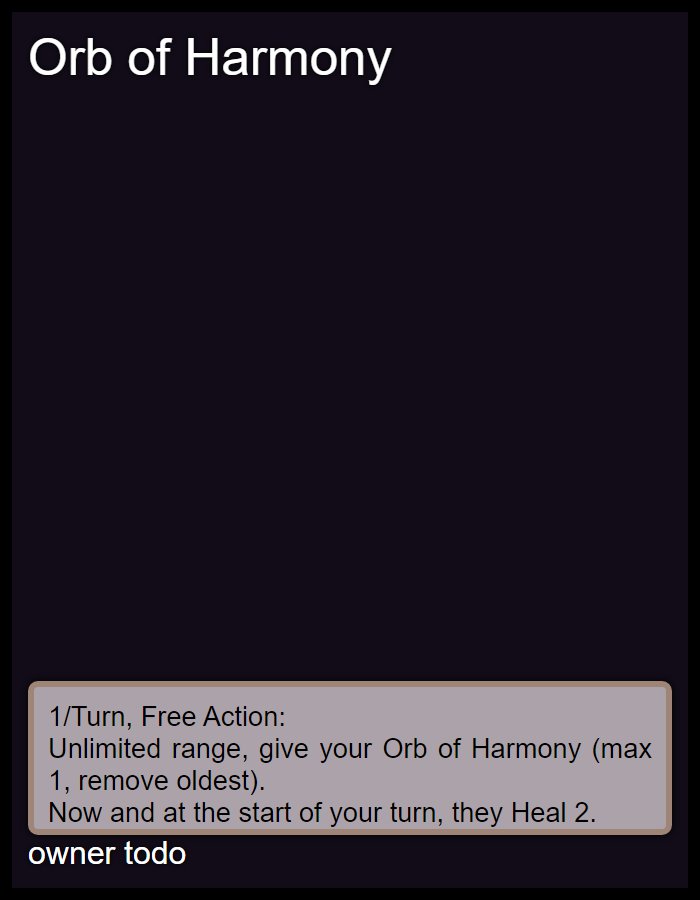 Orb of Harmony
1/Turn, Free Action:
Unlimited range, give your Orb of Harmony (max
1, remove oldest).
Now and at the start of your turn, they Heal 2.
owner todo